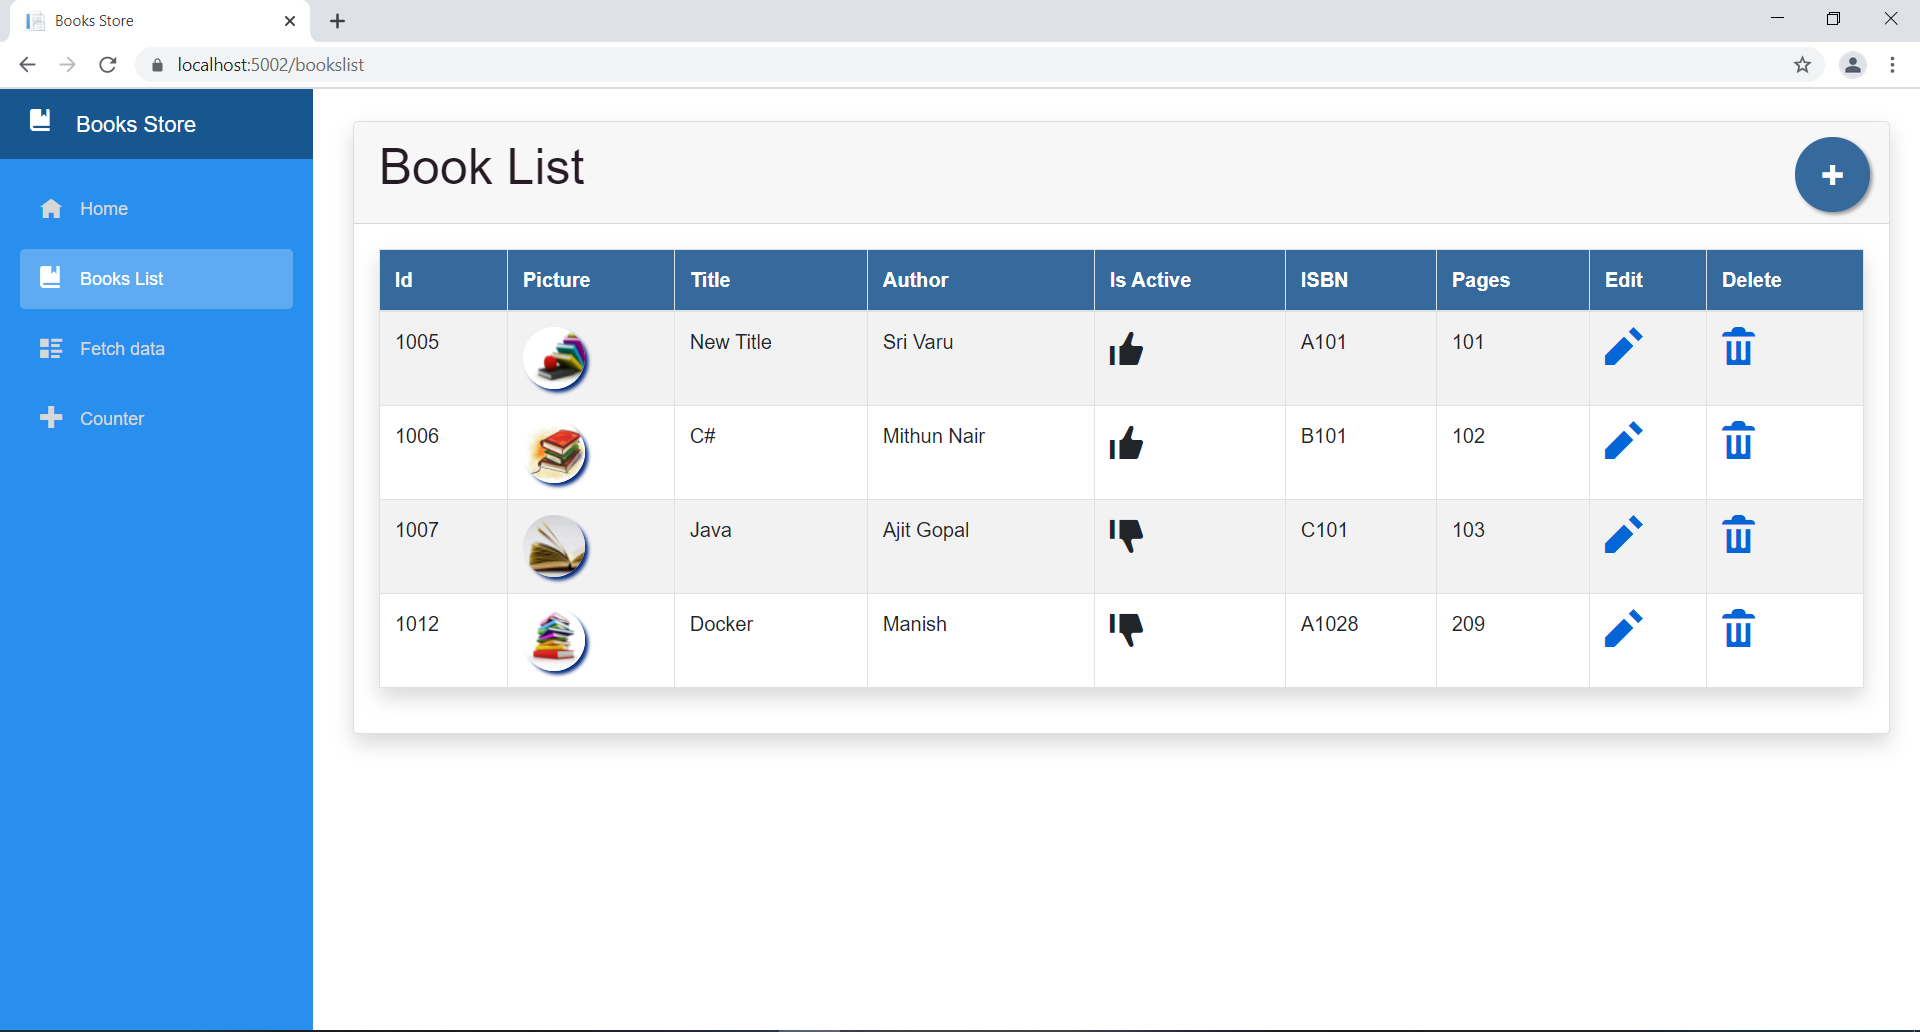 Books Store
localhost:5002/bookslist
Books Store
Home
Books List
Fetch data
Counter
Book List
Id Picture Title Author Is Active ISBN Pages Edit Delete
1005 New Title Sri Varu A101 101
1006 C# Mithun Nair B101 102
1007 Java Ajit Gopal C101 103
1012 Docker Manish A1028 209